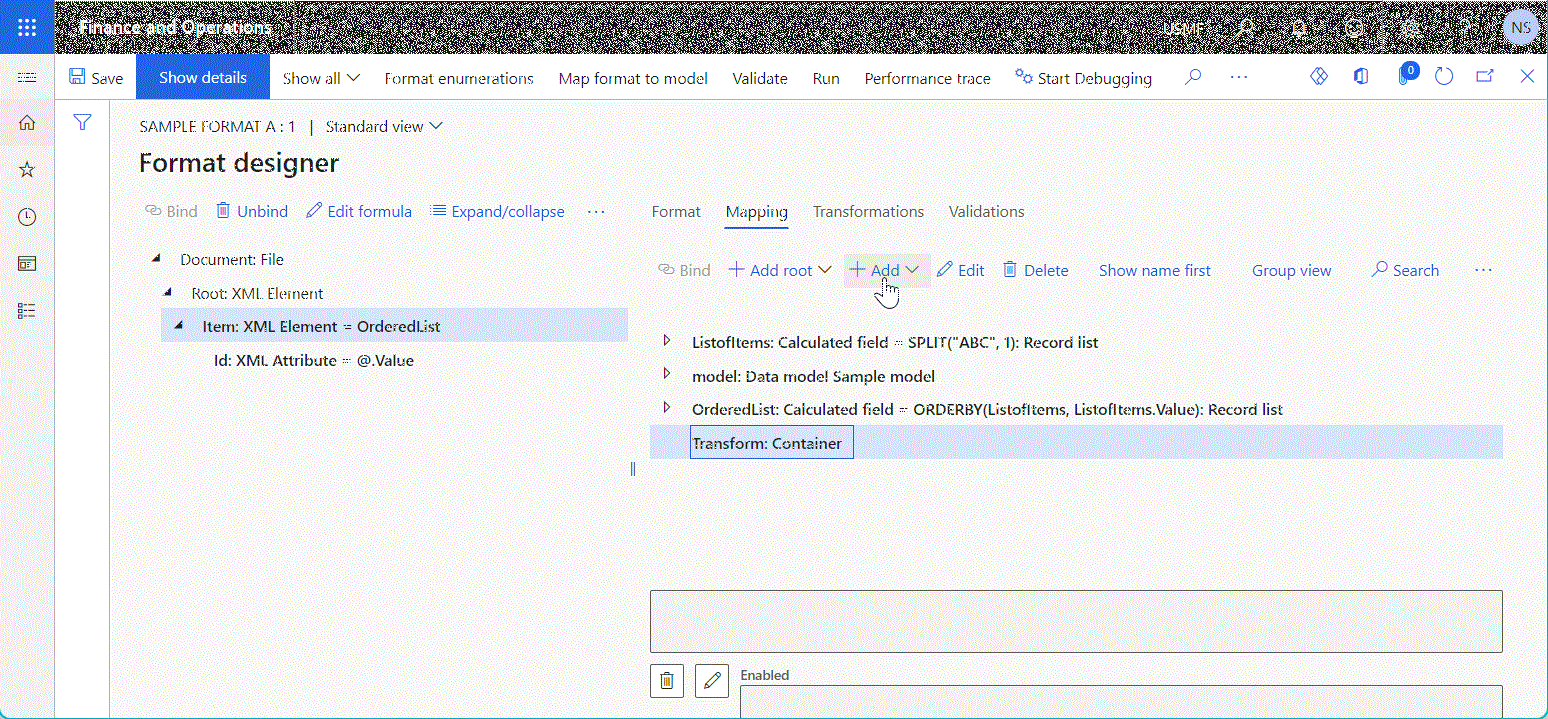 Finance and Operations USMF NS
Save Show details Show all Format enumerations Map format to model Validate Run Performance trace Start Debugging 0
SAMPLE FORMAT A : 1 | Standard view
Format designer
Bind Unbind Edit formula Expand/collapse ···
Format Mapping Transformations Validations
Document: File
Root: XML Element
Item: XML Element = OrderedList
Id: XML Attribute = @.Value
Bind Add root Add Edit Delete Show name first Group view Search ···
ListofItems: Calculated field = SPLIT("ABC", 1): Record list
model: Data model Sample model
OrderedList: Calculated field = ORDERBY(ListofItems, ListofItems.Value): Record list
Transform: Container
Enabled